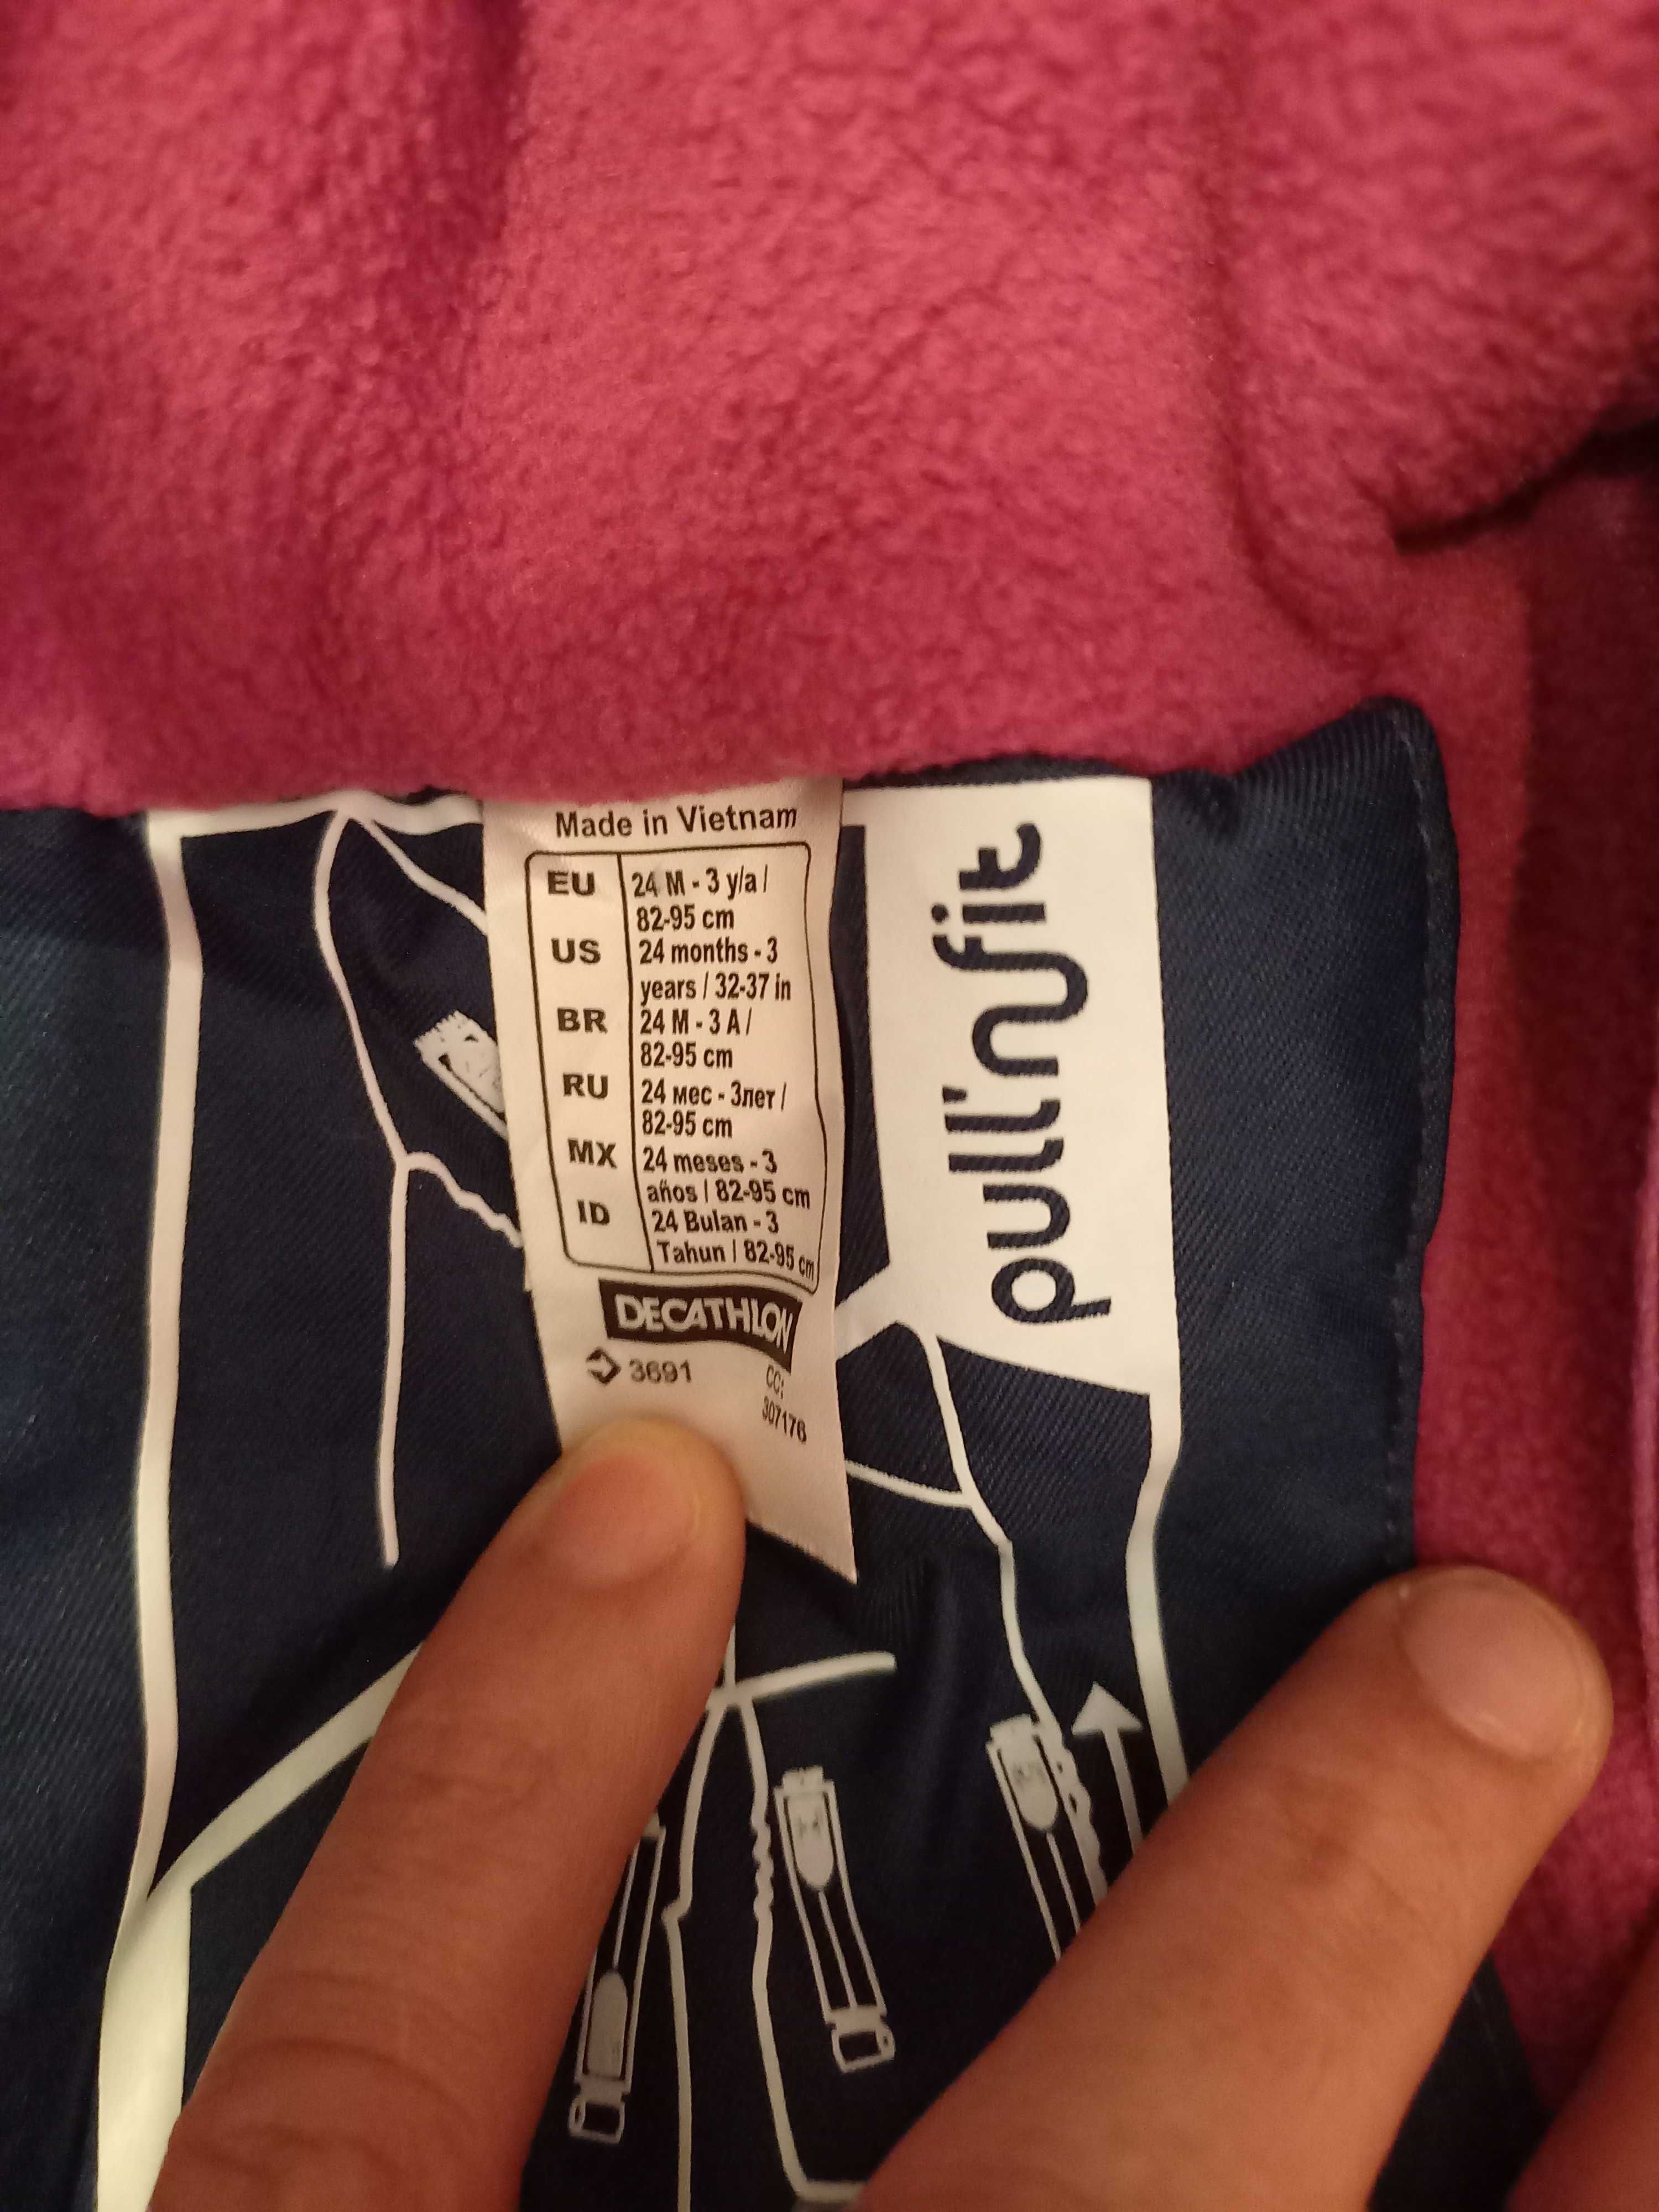 Made in Vietnam
EU 24 M - 3 y/a /
82-95 cm
US 24 months - 3
years / 32-37 in
BR 24 M - 3 A /
82-95 cm
RU 24 мес - 3лет /
82-95 cm
MX 24 meses - 3
años / 82-95 cm
ID 24 Bulan - 3
Tahun / 82-95 cm
DECATHLON
3691
CC:
307176
pull'n fit